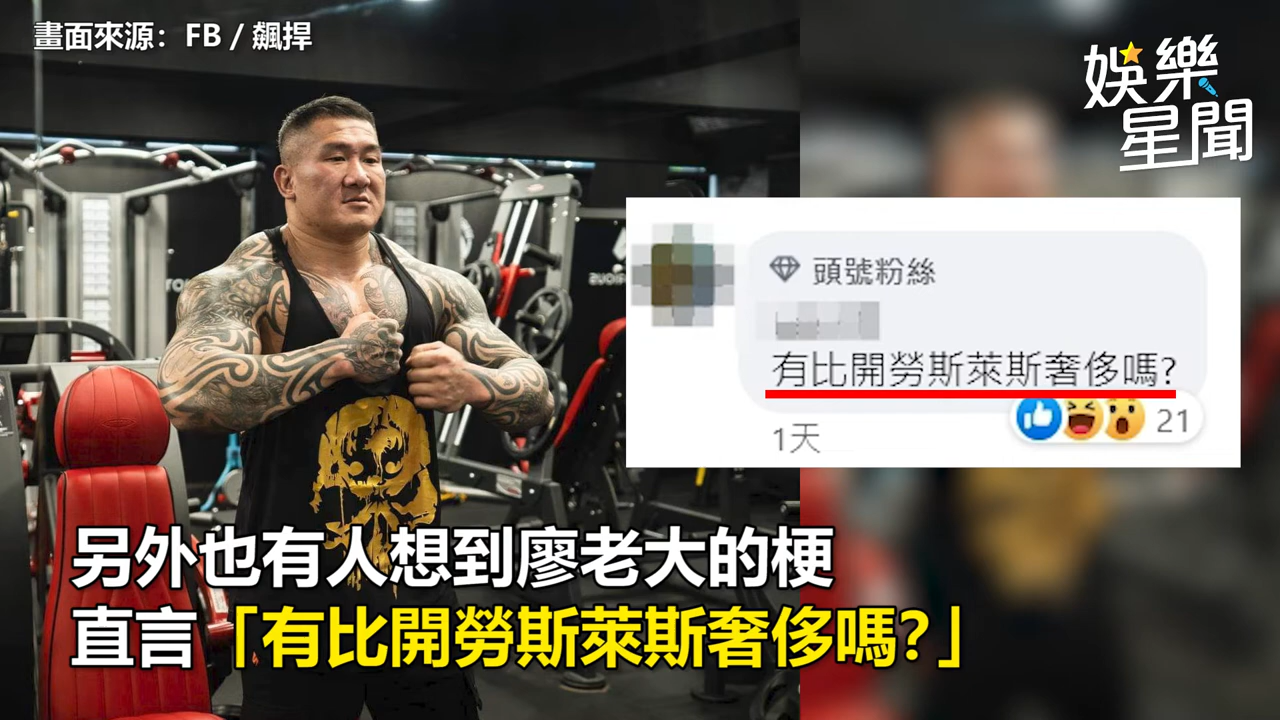 畫面來源：FB / 飆捍
娛樂
星聞
頭號粉絲
有比開勞斯萊斯奢侈嗎?
1天
21
另外也有人想到廖老大的梗
直言「有比開勞斯萊斯奢侈嗎?」